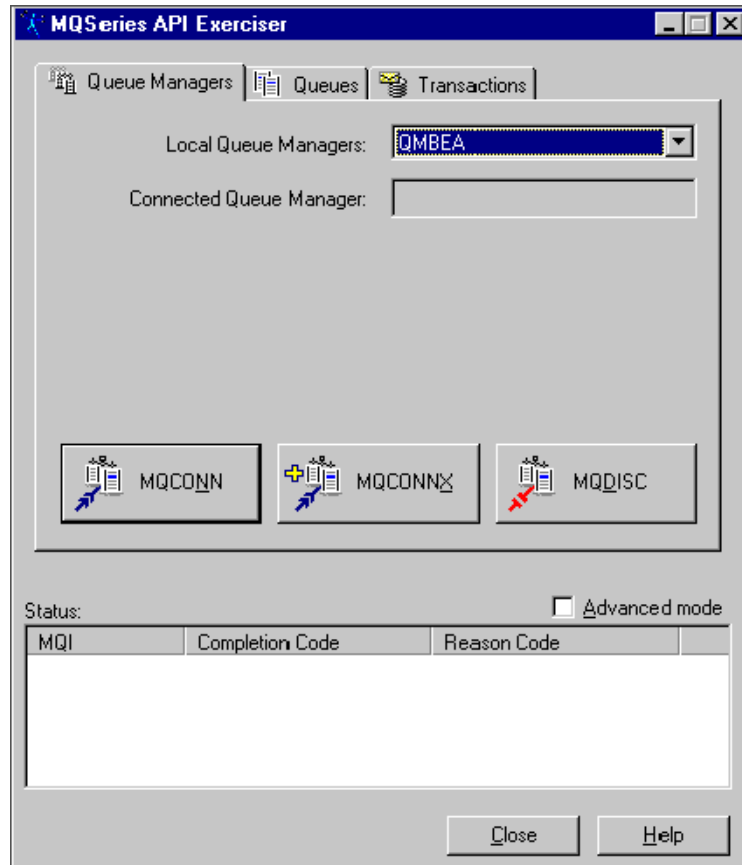 MQSeries API Exerciser
Queue Managers Queues Transactions
Local Queue Managers: QMBEA
Connected Queue Manager:
MQCONN MQCONNX MQDISC
Status: Advanced mode
MQI Completion Code Reason Code
Close Help